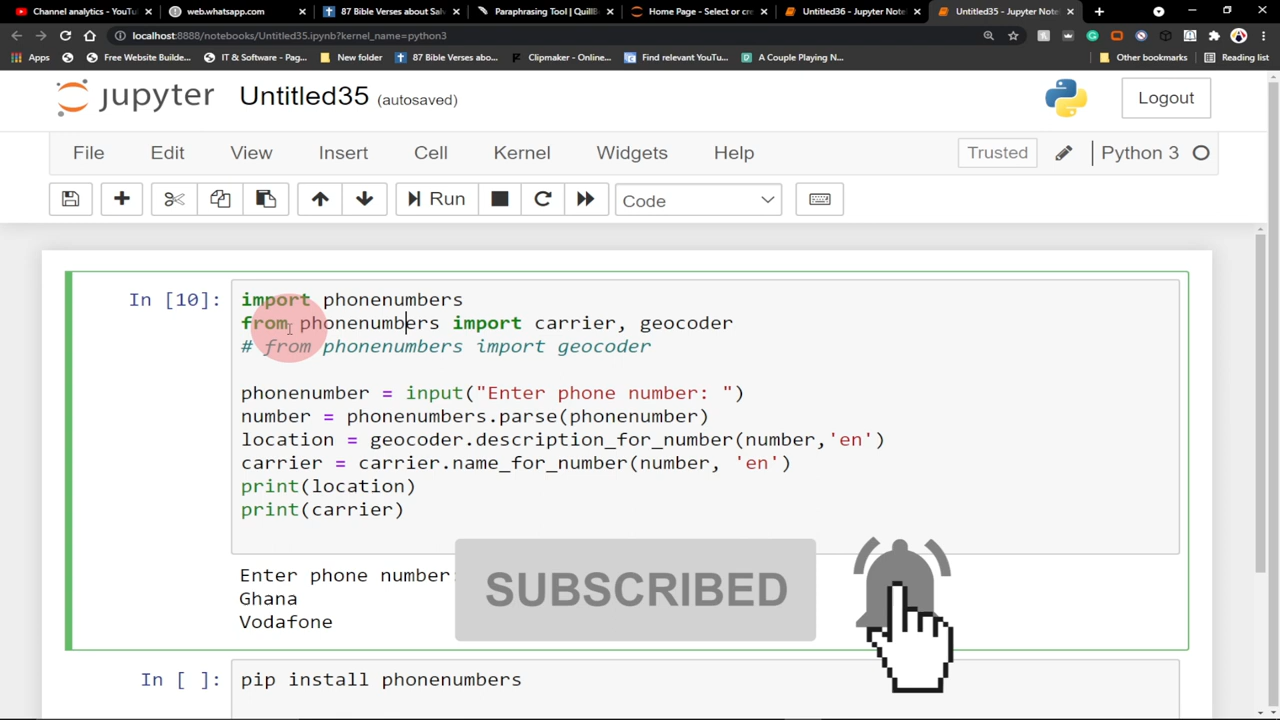 Channel analytics - YouTu
web.whatsapp.com
87 Bible Verses about Sal
Paraphrasing Tool | QuillB
Home Page - Select or cre
Untitled36 - Jupyter Note
Untitled35 - Jupyter Note
localhost:8888/notebooks/Untitled35.ipynb?kernel_name=python3
Apps
Free Website Builde...
IT & Software - Pag...
New folder
87 Bible Verses abo...
Clipmaker - Online...
Find relevant YouTu...
A Couple Playing N...
Other bookmarks
Reading list
jupyter Untitled35 (autosaved)
Logout
File Edit View Insert Cell Kernel Widgets Help
Trusted
Python 3
Run
Code
In [10]:
import phonenumbers
from phonenumbers import carrier, geocoder
# from phonenumbers import geocoder
phonenumber = input("Enter phone number: ")
number = phonenumbers.parse(phonenumber)
location = geocoder.description_for_number(number,'en')
carrier = carrier.name_for_number(number, 'en')
print(location)
print(carrier)
Enter phone number:
Ghana
Vodafone
SUBSCRIBED
In [ ]:
pip install phonenumbers